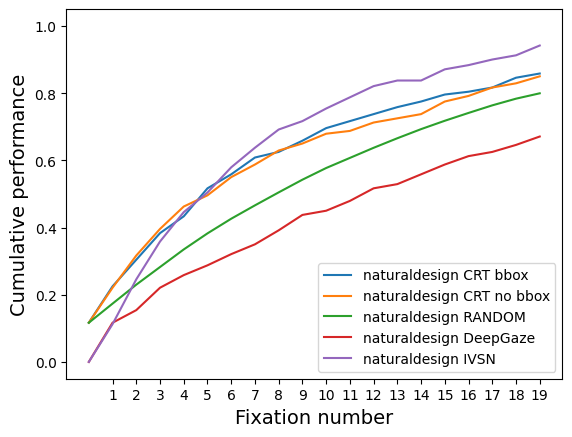 Cumulative performance
1.0
0.8
0.6
0.4
0.2
0.0
naturaldesign CRT bbox
naturaldesign CRT no bbox
naturaldesign RANDOM
naturaldesign DeepGaze
naturaldesign IVSN
1 2 3 4 5 6 7 8 9 10 11 12 13 14 15 16 17 18 19
Fixation number